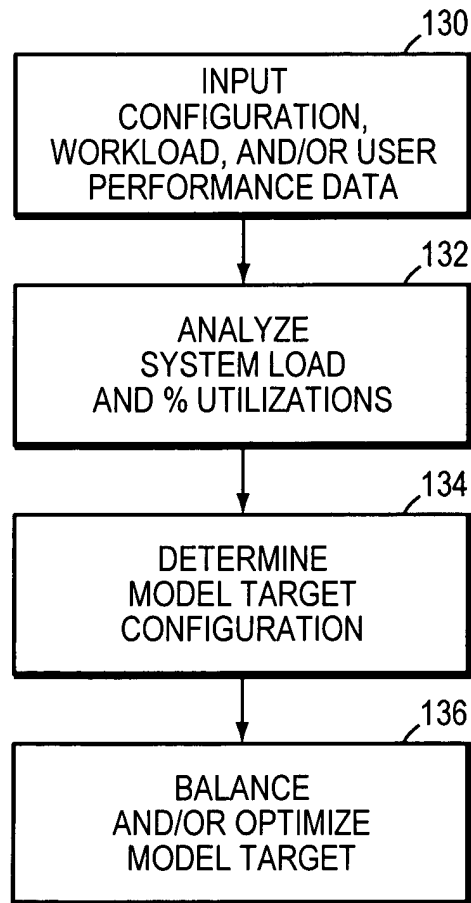 130
INPUT
CONFIGURATION,
WORKLOAD, AND/OR USER
PERFORMANCE DATA
132
ANALYZE
SYSTEM LOAD
AND % UTILIZATIONS
134
DETERMINE
MODEL TARGET
CONFIGURATION
136
BALANCE
AND/OR OPTIMIZE
MODEL TARGET